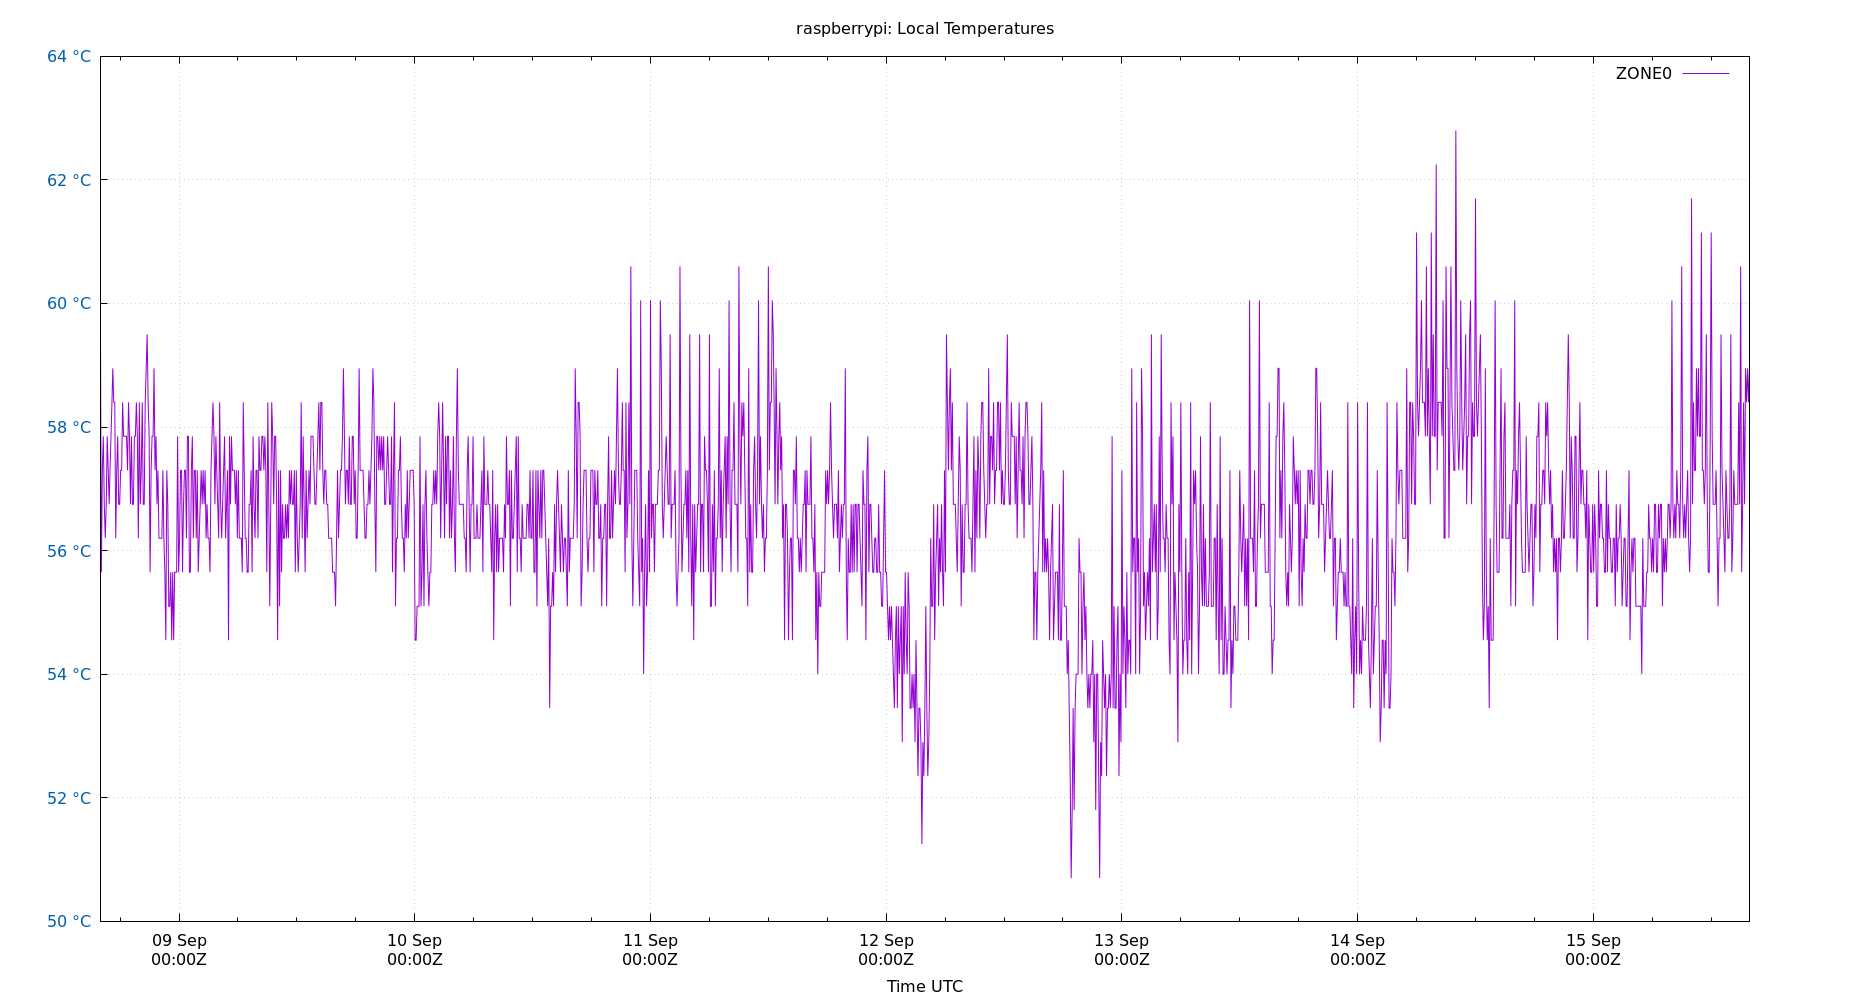 raspberrypi: Local Temperatures
64 °C
ZONE0
62 °C
60 °C
58 °C
56 °C
54 °C
52 °C
50 °C
09 Sep 10 Sep 11 Sep 12 Sep 13 Sep 14 Sep 15 Sep
00:00Z 00:00Z 00:00Z 00:00Z 00:00Z 00:00Z 00:00Z
Time UTC